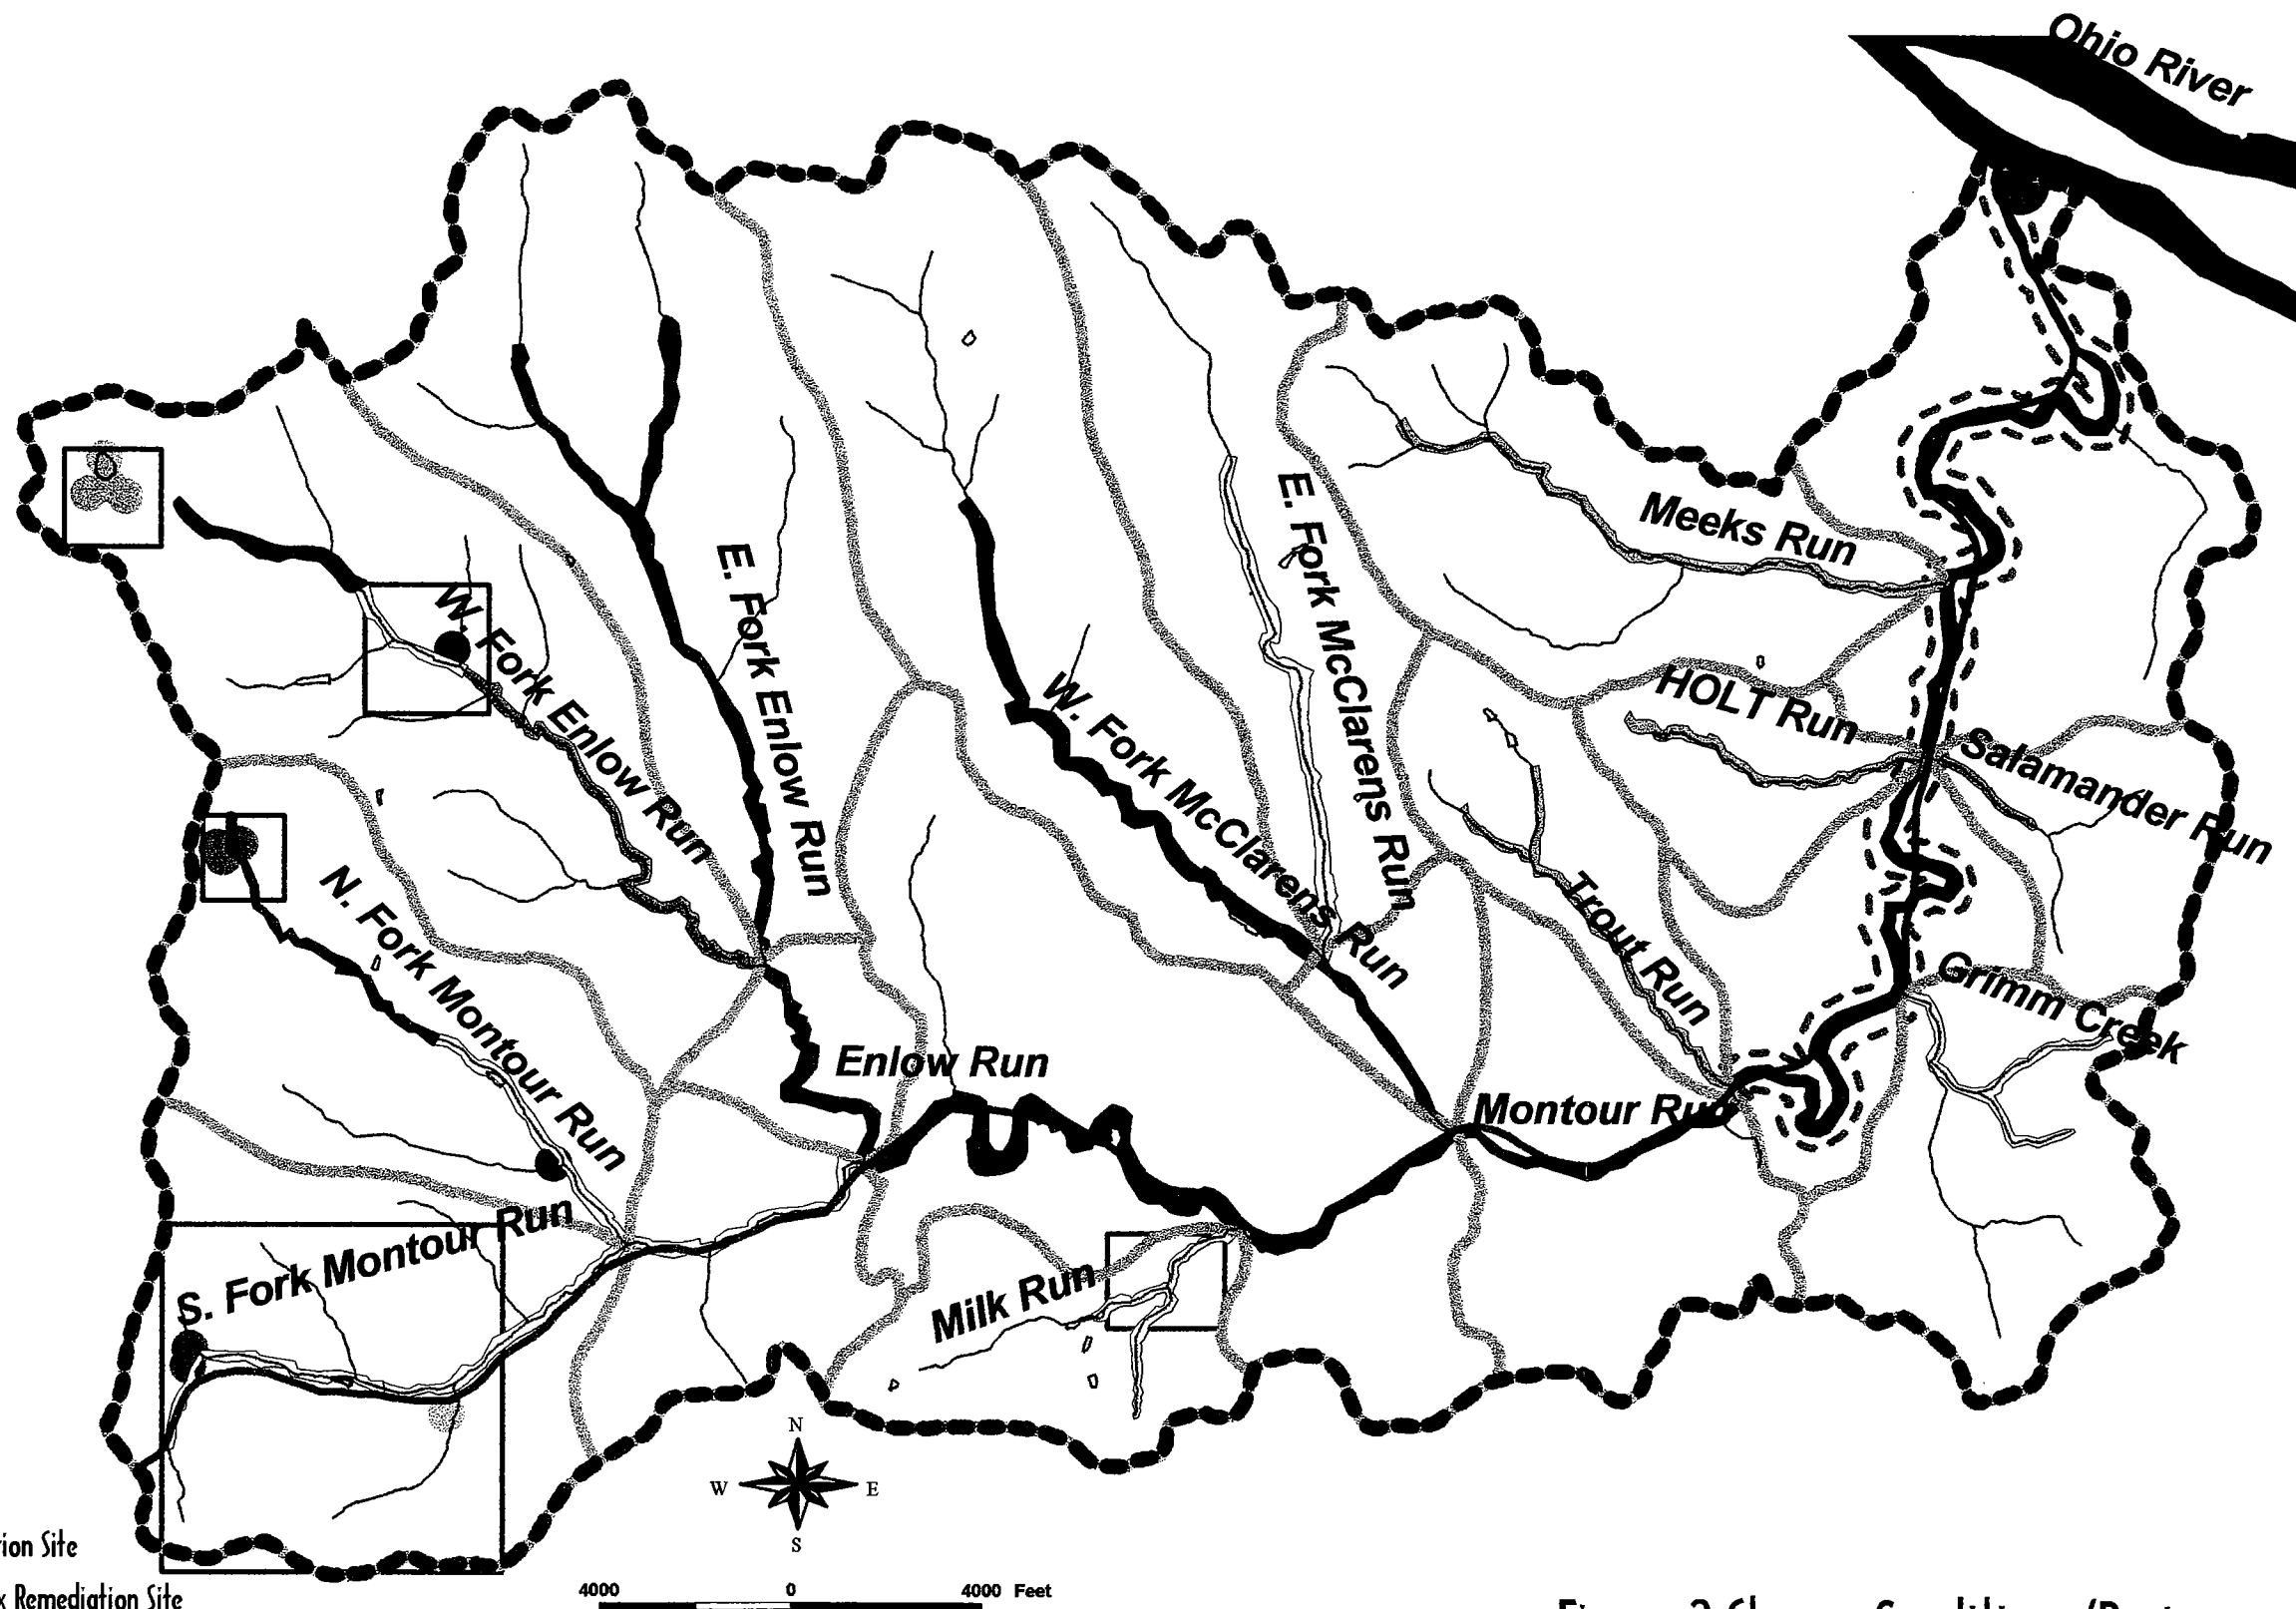 Ohio River
Meeks Run
E. Fork McClarens Run
E. Fork Enlow Run
W. Fork Enlow Run
W. Fork McClarens Run
HOLT Run
Salamander Run
Trout Run
N. Fork Montour Run
Grimm Creek
Enlow Run
Montour Run
S. Fork Montour Run
Milk Run
N
W E
S
Site
Remediation Site
4000 0 4000 Feet